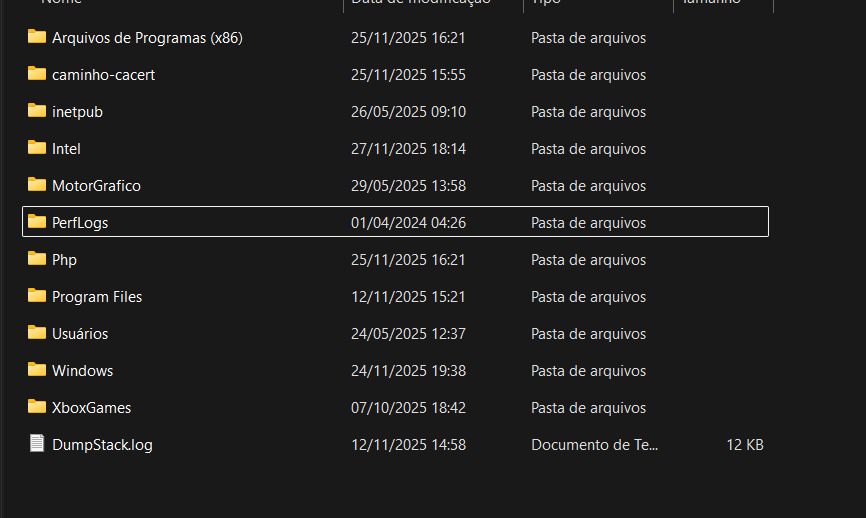 Nome Data de modificação Tipo Tamanho
Arquivos de Programas (x86) 25/11/2025 16:21 Pasta de arquivos
caminho-cacert 25/11/2025 15:55 Pasta de arquivos
inetpub 26/05/2025 09:10 Pasta de arquivos
Intel 27/11/2025 18:14 Pasta de arquivos
MotorGrafico 29/05/2025 13:58 Pasta de arquivos
PerfLogs 01/04/2024 04:26 Pasta de arquivos
Php 25/11/2025 16:21 Pasta de arquivos
Program Files 12/11/2025 15:21 Pasta de arquivos
Usuários 24/05/2025 12:37 Pasta de arquivos
Windows 24/11/2025 19:38 Pasta de arquivos
XboxGames 07/10/2025 18:42 Pasta de arquivos
DumpStack.log 12/11/2025 14:58 Documento de Te... 12 KB